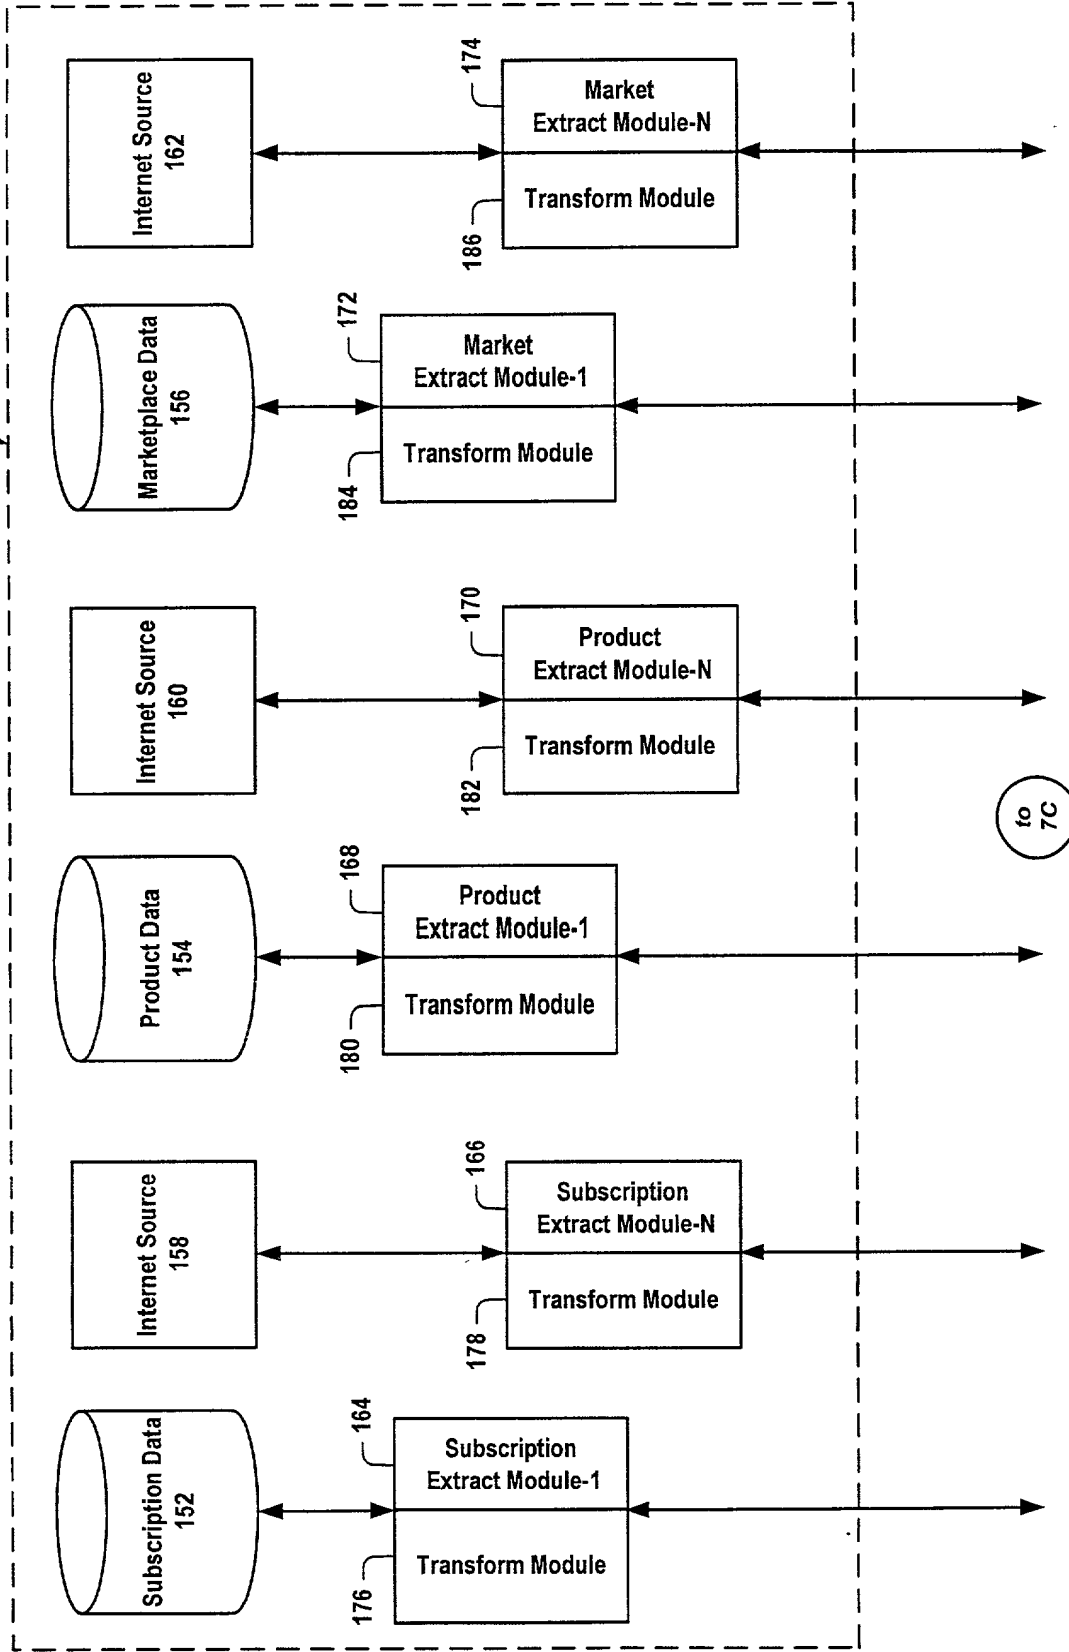 Internet Source
162
174
Market
Extract Module-N
Transform Module
186
Marketplace Data
156
172
Market
Extract Module-1
Transform Module
184
Internet Source
160
170
Product
Extract Module-N
Transform Module
182
Product Data
154
168
Product
Extract Module-1
Transform Module
180
to
7C
Internet Source
158
166
Subscription
Extract Module-N
Transform Module
178
Subscription Data
152
164
Subscription
Extract Module-1
Transform Module
176